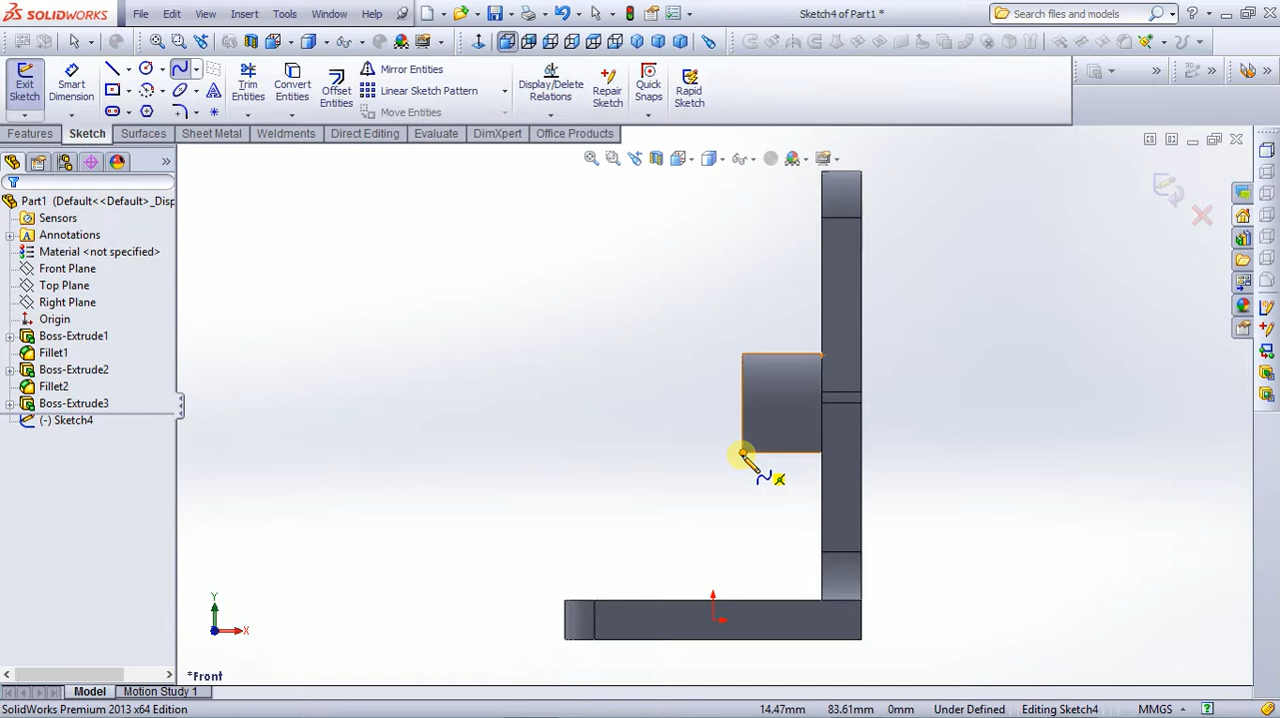 SOLIDWORKS File Edit View Insert Tools Window Help Sketch4 of Part1 * Search files and models
Exit Sketch
Smart Dimension
Trim Entities
Convert Entities
Offset Entities
Mirror Entities
Linear Sketch Pattern
Move Entities
Display/Delete Relations
Repair Sketch
Quick Snaps
Rapid Sketch
Features Sketch Surfaces Sheet Metal Weldments Direct Editing Evaluate DimXpert Office Products
Part1 (Default<<Default>_Disp
Sensors
Annotations
Material <not specified>
Front Plane
Top Plane
Right Plane
Origin
Boss-Extrude1
Fillet1
Boss-Extrude2
Fillet2
Boss-Extrude3
(-) Sketch4
Y
X
*Front
Model Motion Study 1
SolidWorks Premium 2013 x64 Edition 14.47mm 83.61mm 0mm Under Defined Editing Sketch4 MMGS